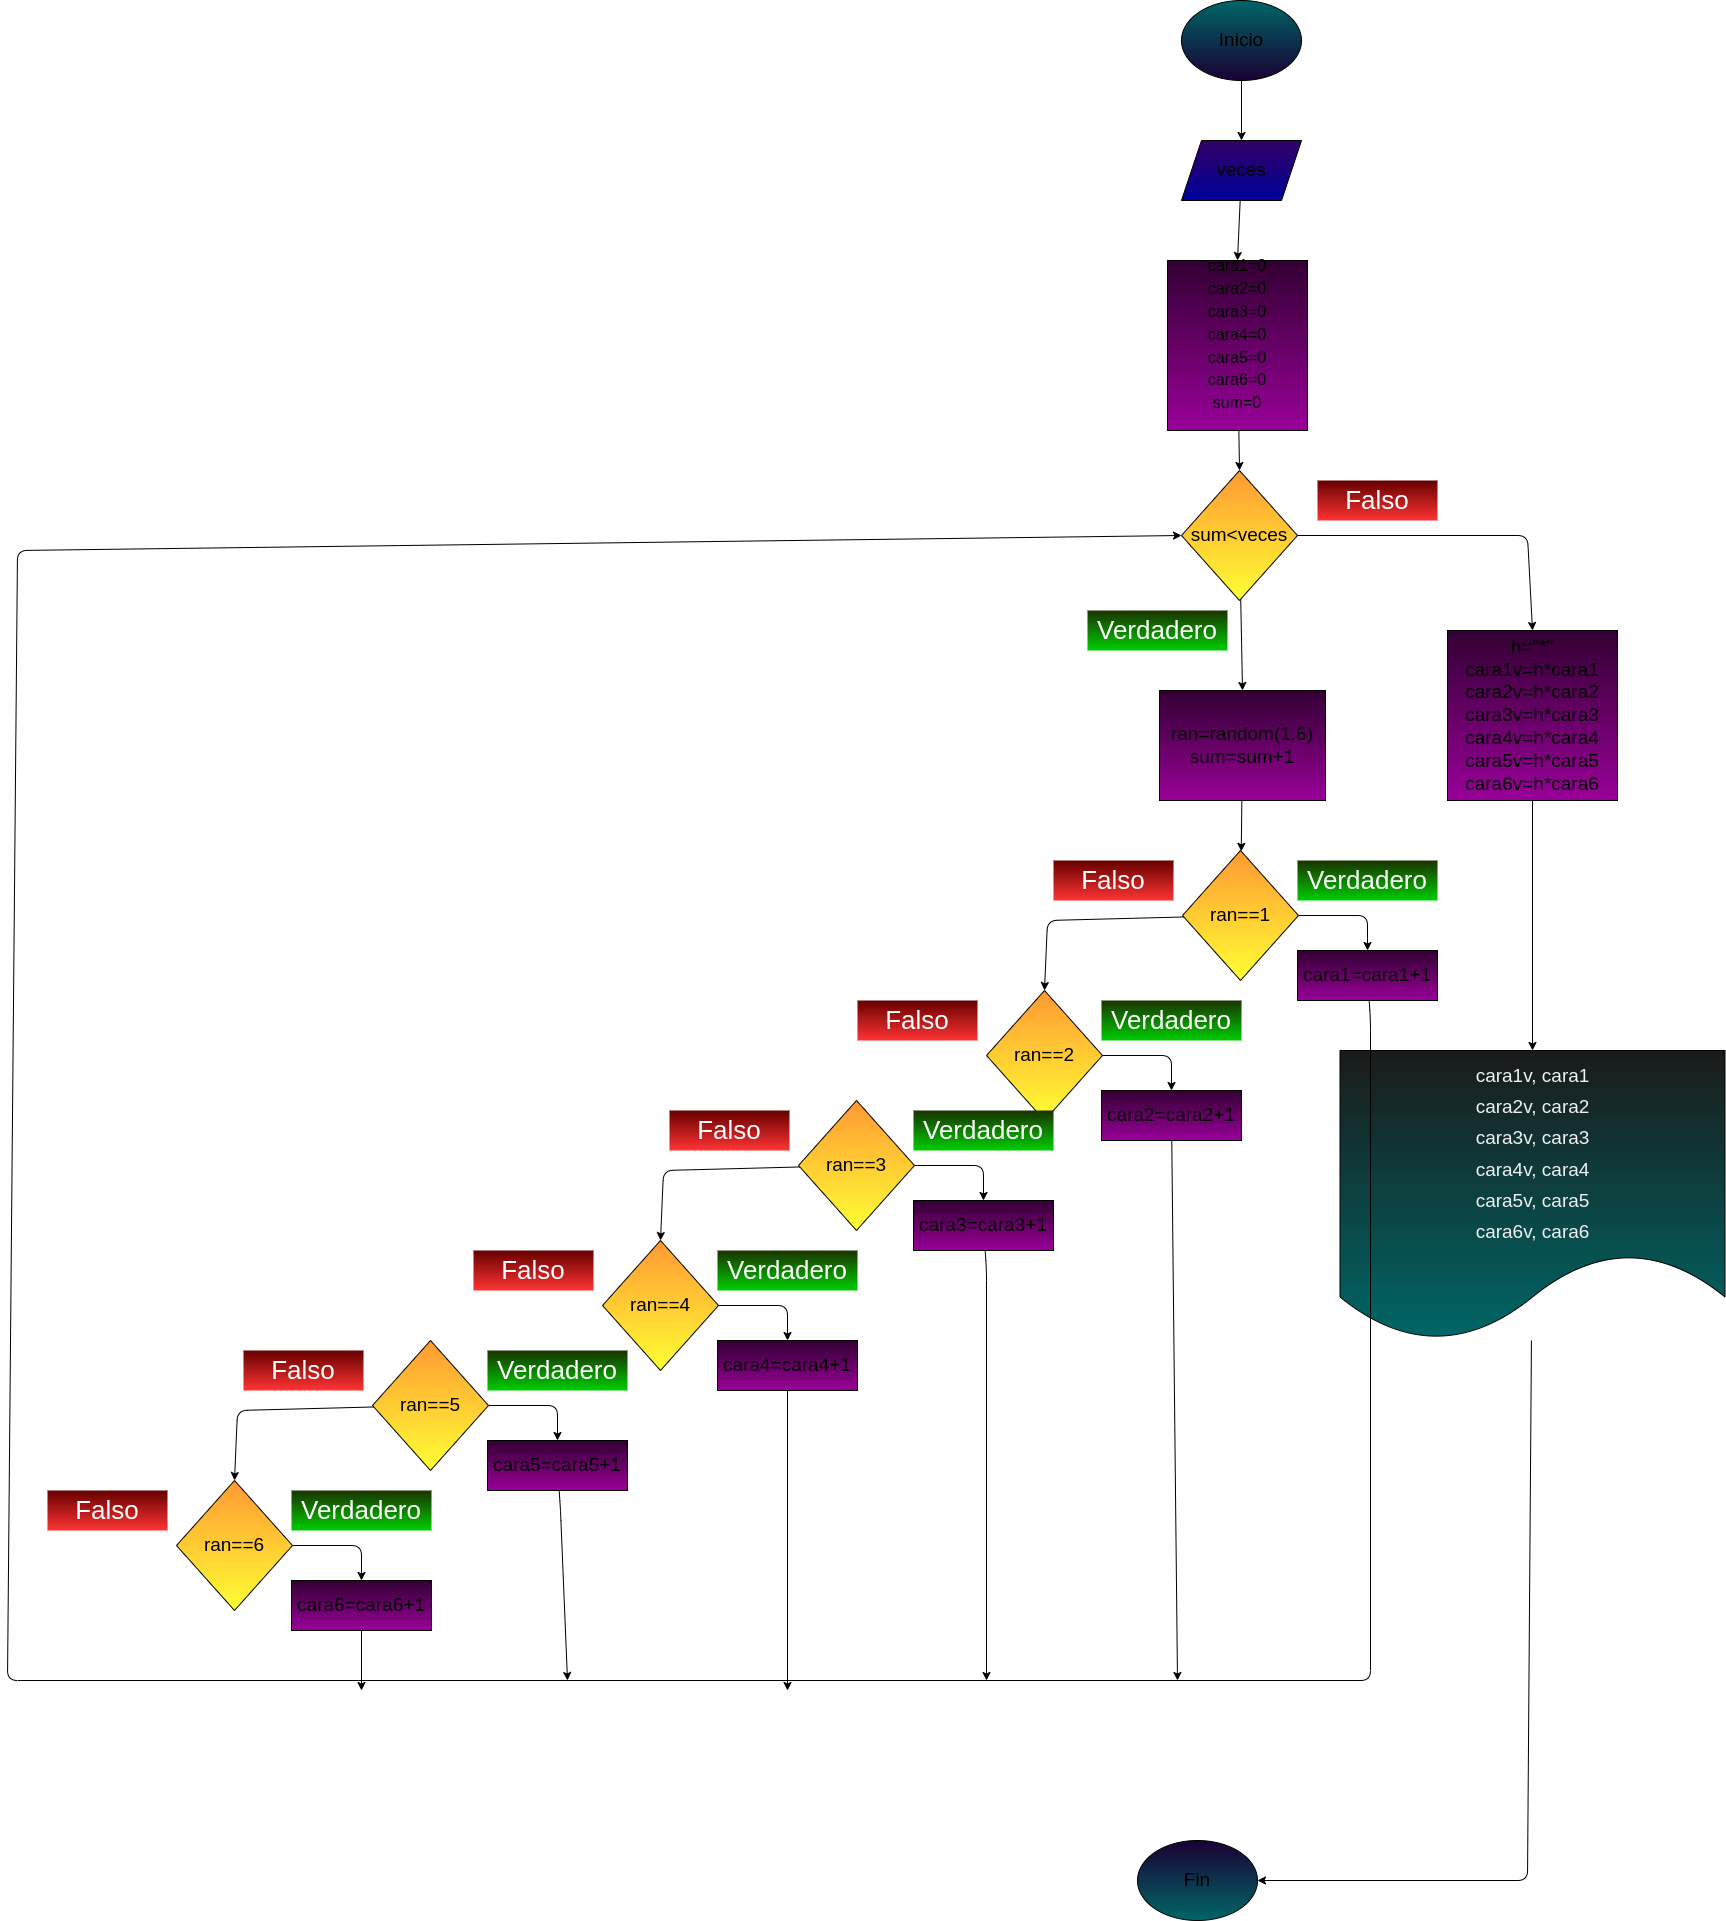 Inicio
veces
cara1=0
cara2=0
cara3=0
cara4=0
cara5=0
cara6=0
sum=0
sum<veces
Falso
Verdadero
h="*"
cara1v=h*cara1
cara2v=h*cara2
cara3v=h*cara3
cara4v=h*cara4
cara5v=h*cara5
cara6v=h*cara6
ran=random(1,6)
sum=sum+1
Falso
ran==1
Verdadero
cara1=cara1+1
Falso
ran==2
Verdadero
cara2=cara2+1
cara1v, cara1
cara2v, cara2
cara3v, cara3
cara4v, cara4
cara5v, cara5
cara6v, cara6
Falso
ran==3
Verdadero
cara3=cara3+1
Falso
ran==4
Verdadero
cara4=cara4+1
Falso
ran==5
Verdadero
cara5=cara5+1
Falso
ran==6
Verdadero
cara6=cara6+1
Fin